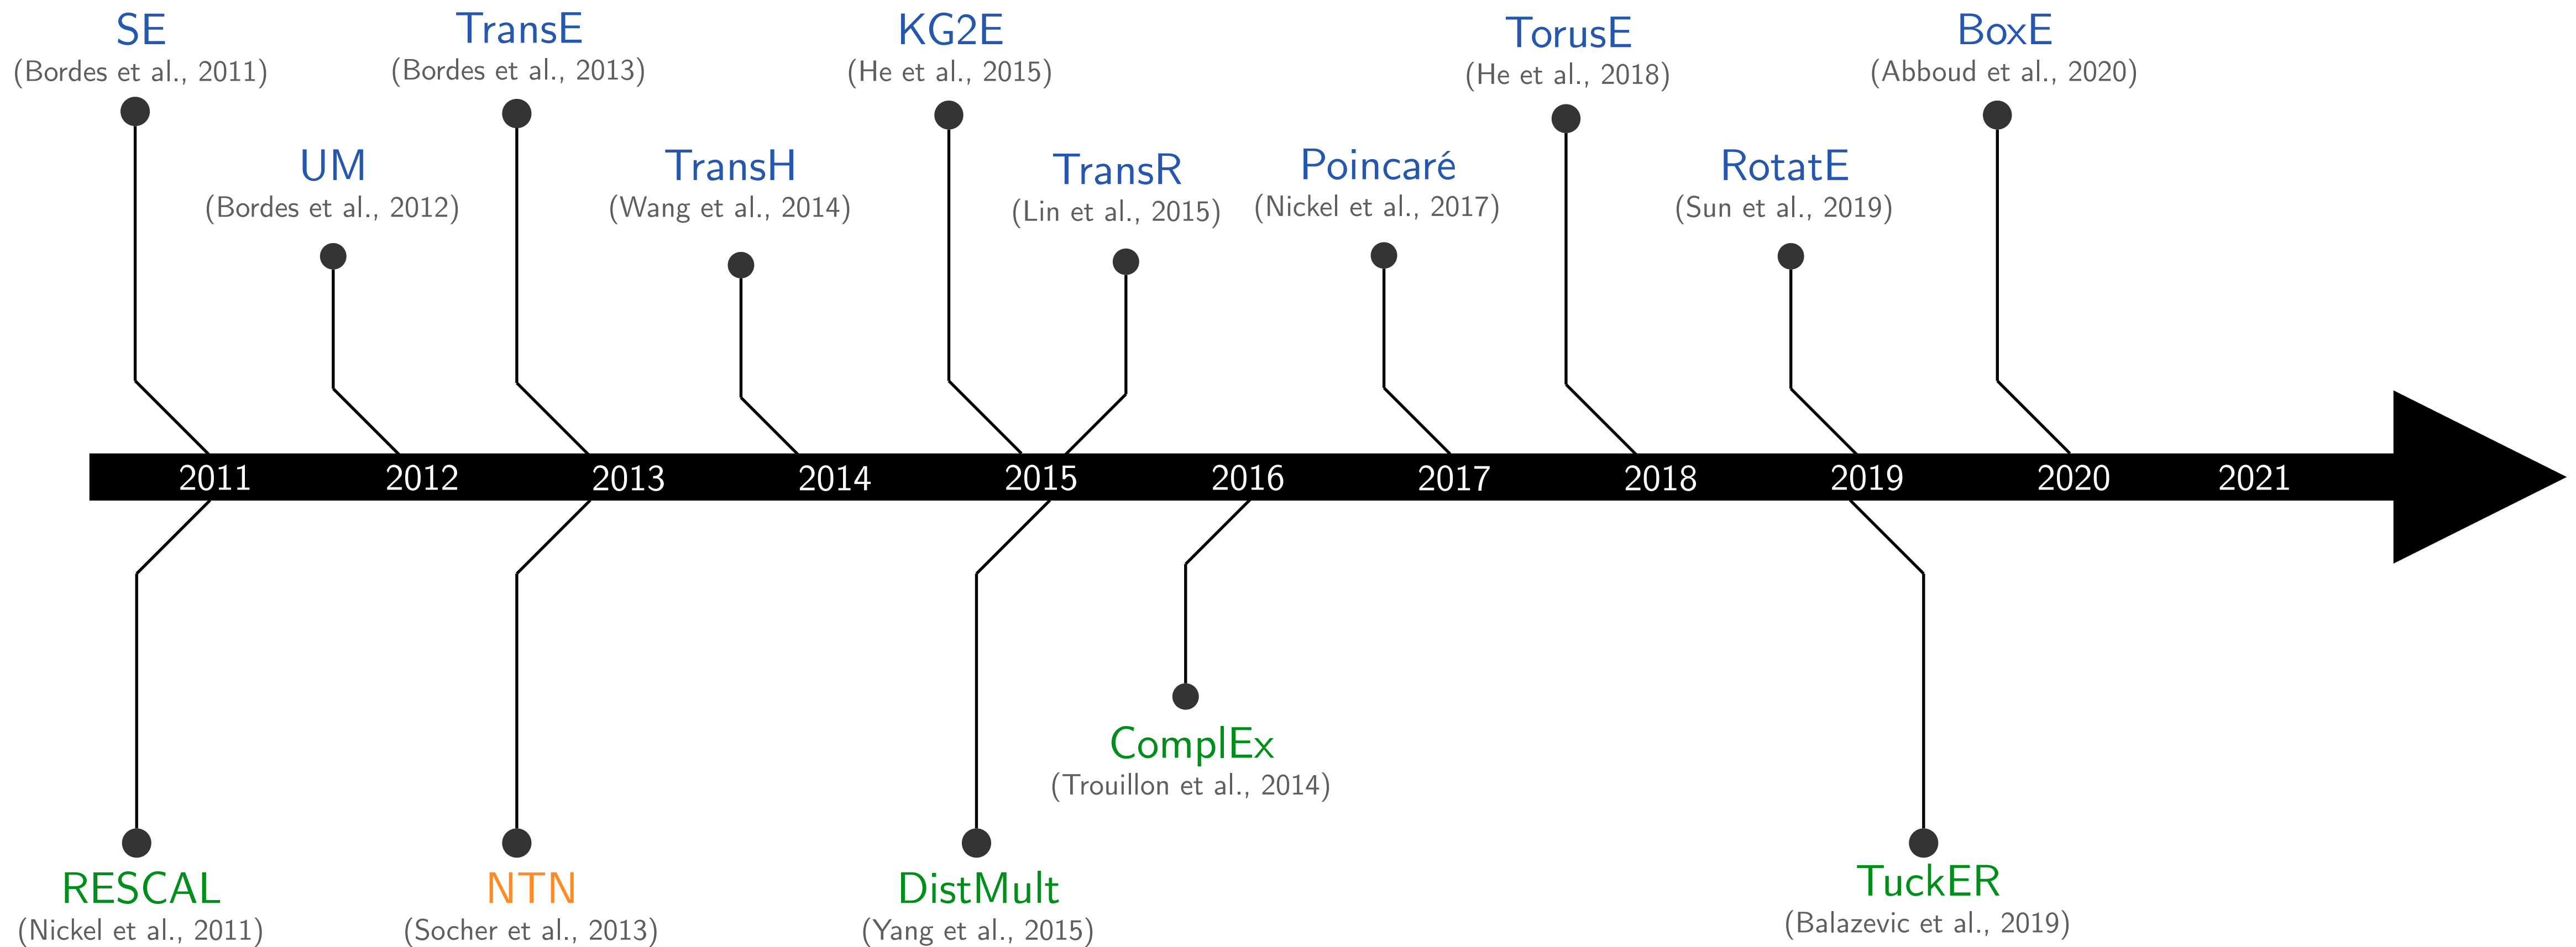 SE
(Bordes et al., 2011)
TransE
(Bordes et al., 2013)
KG2E
(He et al., 2015)
TorusE
(He et al., 2018)
BoxE
(Abboud et al., 2020)
UM
(Bordes et al., 2012)
TransH
(Wang et al., 2014)
TransR
(Lin et al., 2015)
Poincaré
(Nickel et al., 2017)
RotatE
(Sun et al., 2019)
2011 2012 2013 2014 2015 2016 2017 2018 2019 2020 2021
ComplEx
(Trouillon et al., 2014)
RESCAL
(Nickel et al., 2011)
NTN
(Socher et al., 2013)
DistMult
(Yang et al., 2015)
TuckER
(Balazevic et al., 2019)